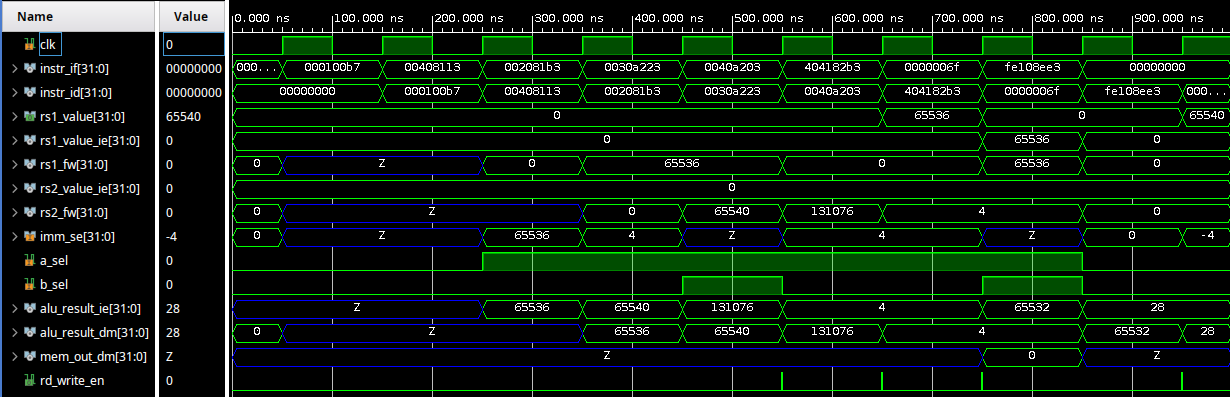 Name Value 0.000 ns 100.000 ns 200.000 ns 300.000 ns 400.000 ns 500.000 ns 600.000 ns 700.000 ns 800.000 ns 900.000 ns
clk 0
instr_if[31:0] 00000000 000... 000100b7 00408113 002081b3 0030a223 0040a203 404182b3 0000006f fe108ee3 00000000
instr_id[31:0] 00000000 00000000 000100b7 00408113 002081b3 0030a223 0040a203 404182b3 0000006f fe108ee3 000...
rs1_value[31:0] 65540 0 65536 0 65540
rs1_value_ie[31:0] 0 0 65536 0
rs1_fw[31:0] 0 0 Z 0 65536 0 65536 0
rs2_value_ie[31:0] 0 0
rs2_fw[31:0] 0 0 Z 0 65540 131076 4 0
imm_se[31:0] -4 0 Z 65536 4 Z 4 Z 0 -4
a_sel 0
b_sel 0
alu_result_ie[31:0] 28 Z 65536 65540 131076 4 65532 28
alu_result_dm[31:0] 28 0 Z 65536 65540 131076 4 65532 28
mem_out_dm[31:0] Z Z 0 Z
rd_write_en 0